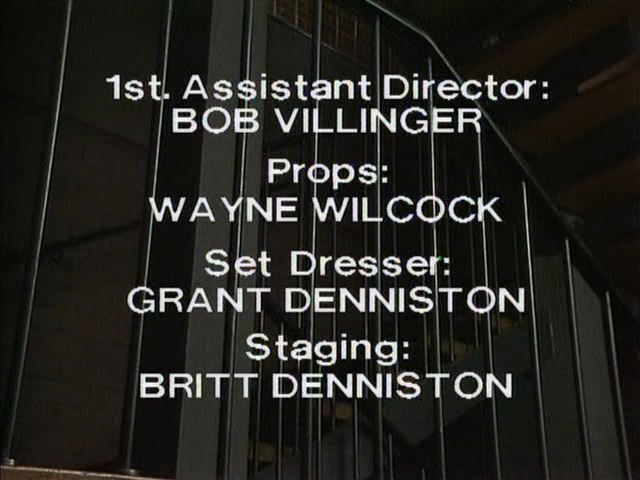 1st. Assistant Director:
BOB VILLINGER
Props:
WAYNE WILCOCK
Set Dresser:
GRANT DENNISTON
Staging:
BRITT DENNISTON